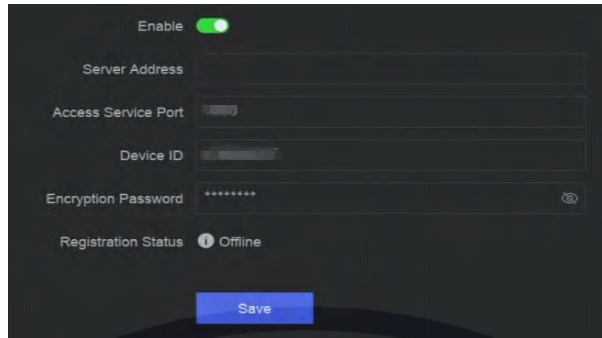 Enable
Server Address
Access Service Port
Device ID
Encryption Password ********
Registration Status Offline
Save